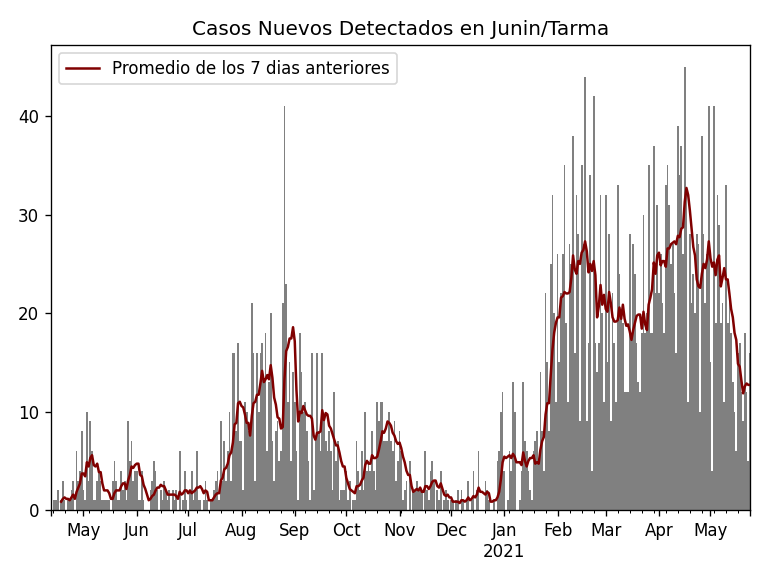 Casos Nuevos Detectados en Junin/Tarma
Promedio de los 7 dias anteriores
40
30
20
10
0
May Jun Jul Aug Sep Oct Nov Dec Jan Feb Mar Apr May
2021